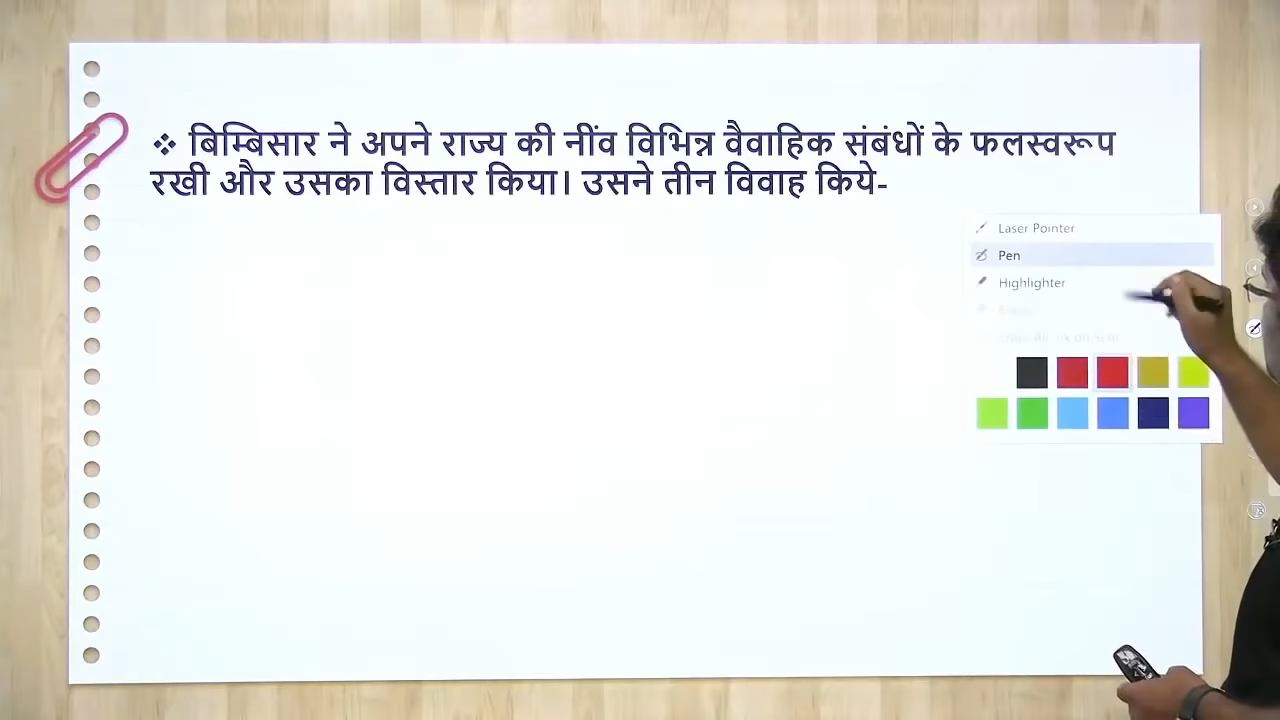 ❖ बिम्बिसार ने अपने राज्य की नींव विभिन्न वैवाहिक संबंधों के फलस्वरूप
रखी और उसका विस्तार किया। उसने तीन विवाह किये-
Laser Pointer
Pen
Highlighter